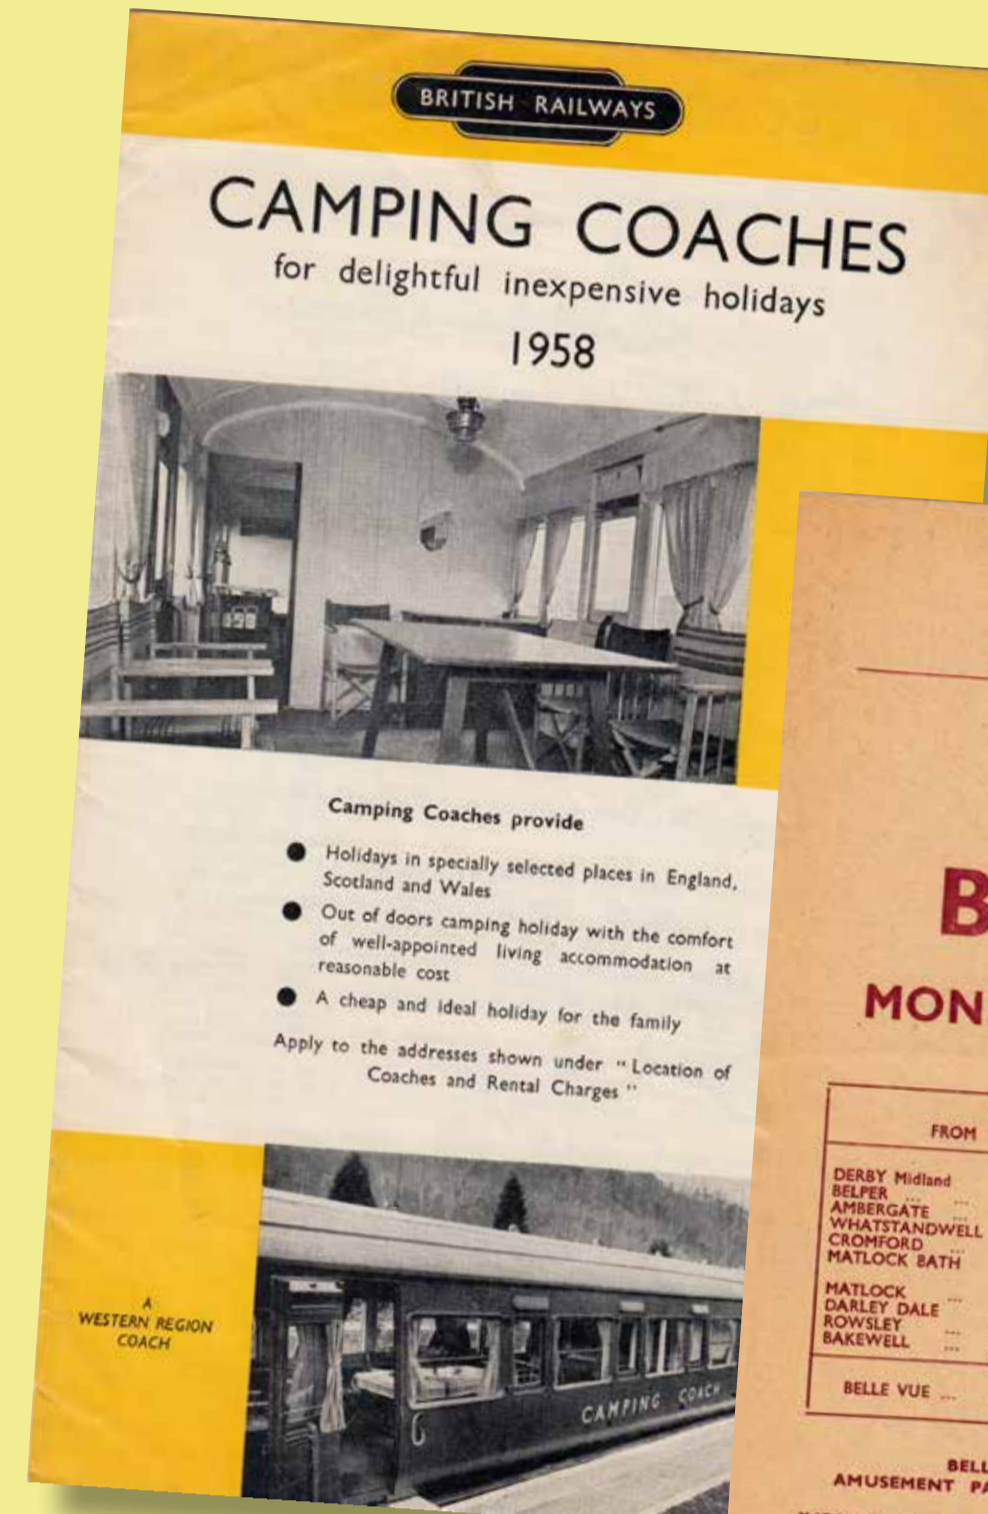 BRITISH RAILWAYS
CAMPING COACHES
for delightful inexpensive holidays
1958
Camping Coaches provide
● Holidays in specially selected places in England,
Scotland and Wales
● Out of doors camping holiday with the comfort
of well-appointed living accommodation at
reasonable cost
● A cheap and ideal holiday for the family
Apply to the addresses shown under “Location of
Coaches and Rental Charges”
A
WESTERN REGION
COACH
CAMPING COACH
B
MON
FROM
DERBY Midland
BELPER ... ...
AMBERGATE ...
WHATSTANDWELL
CROMFORD ...
MATLOCK BATH
MATLOCK ...
DARLEY DALE
ROWSLEY ...
BAKEWELL ...
BELLE VUE ...
BELL
AMUSEMENT PA